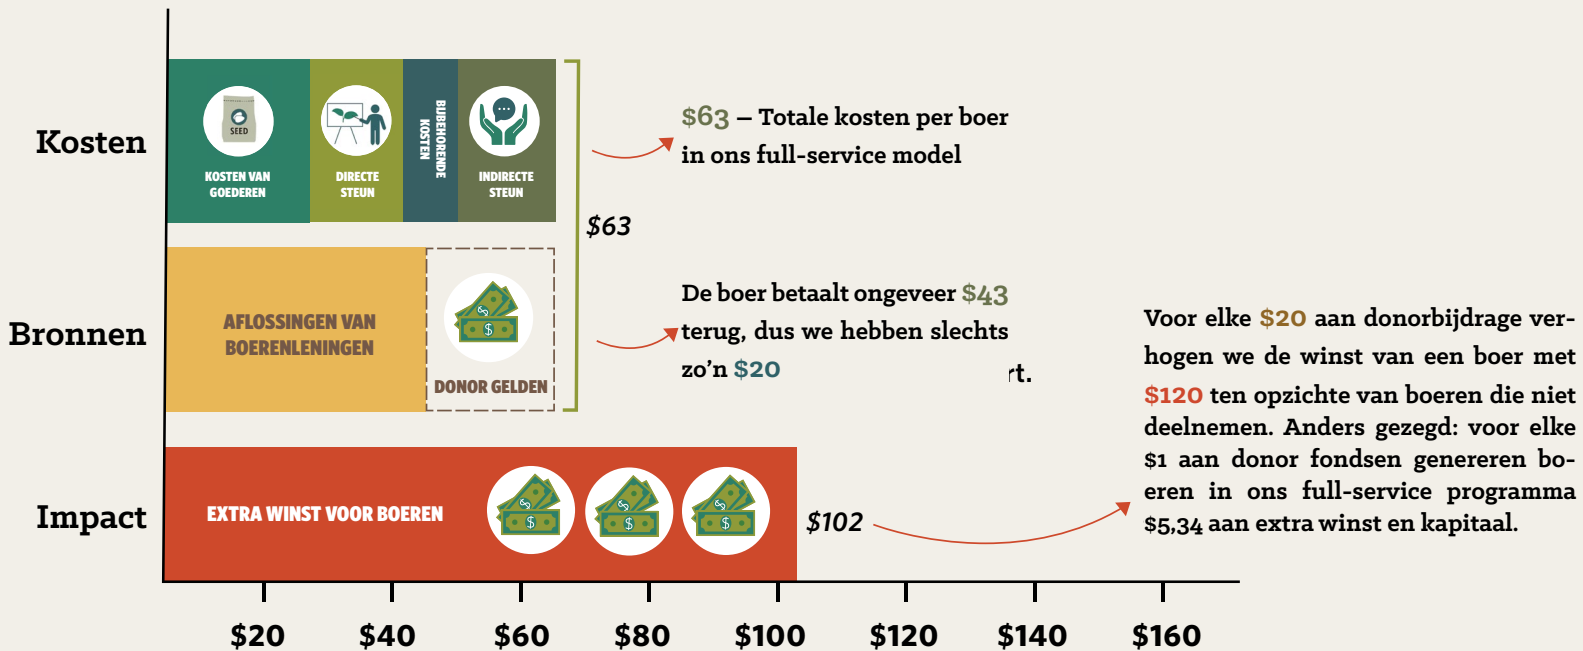 Kosten
SEED
KOSTEN VAN
GOEDEREN
DIRECTE
STEUN
BIJBEHORENDE
KOSTEN
INDIRECTE
STEUN
$63 – Totale kosten per boer
in ons full-service model
$63
Bronnen
AFLOSSINGEN VAN
BOERENLENINGEN
DONOR GELDEN
De boer betaalt ongeveer $43
terug, dus we hebben slechts
zo’n $20
rt.
Voor elke $20 aan donorbijdrage ver-
hogen we de winst van een boer met
$120 ten opzichte van boeren die niet
deelnemen. Anders gezegd: voor elke
$1 aan donor fondsen genereren bo-
eren in ons full-service programma
$5,34 aan extra winst en kapitaal.
Impact
EXTRA WINST VOOR BOEREN
$102
$20 $40 $60 $80 $100 $120 $140 $160